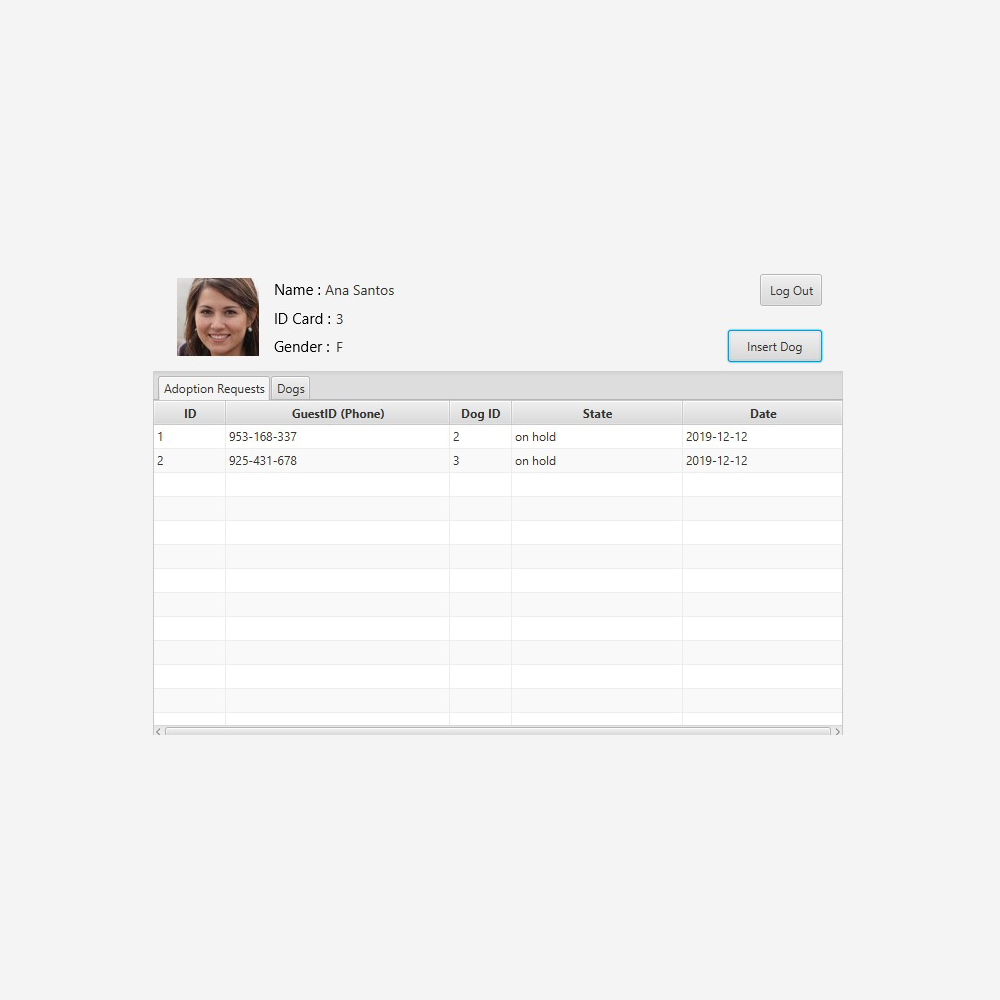 Name : Ana Santos
Log Out
ID Card : 3
Gender : F
Insert Dog
Adoption Requests Dogs
ID GuestID (Phone) Dog ID State Date
1 953-168-337 2 on hold 2019-12-12
2 925-431-678 3 on hold 2019-12-12